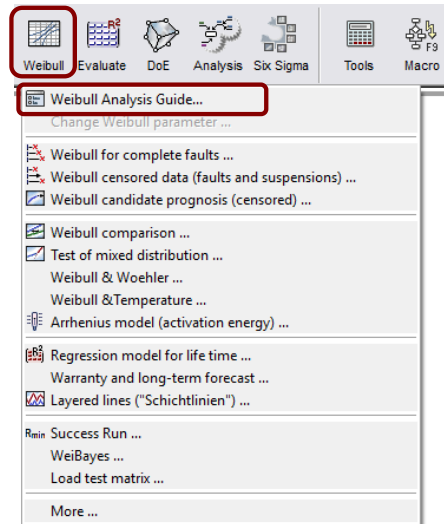 R²
F9
Weibull Evaluate DoE Analysis Six Sigma Tools Macro
Weibull Analysis Guide...
Change Weibull parameter ...
Weibull for complete faults ...
Weibull censored data (faults and suspensions) ...
Weibull candidate prognosis (censored) ...
Weibull comparison ...
Test of mixed distribution ...
Weibull & Woehler ...
Weibull &Temperature ...
Arrhenius model (activation energy) ...
R² Regression model for life time ...
Warranty and long-term forecast ...
Layered lines ("Schichtlinien") ...
Rmin Success Run ...
WeiBayes ...
Load test matrix ...
More ...